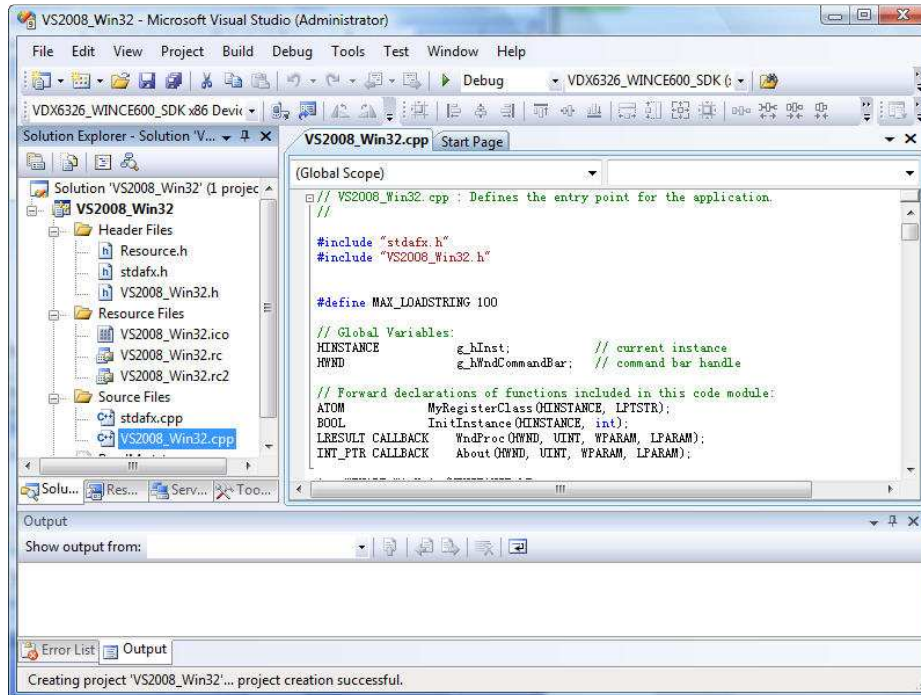 VS2008_Win32 - Microsoft Visual Studio (Administrator)
File Edit View Project Build Debug Tools Test Window Help
Debug VDX6326_WINCE600_SDK (
VDX6326_WINCE600_SDK x86 Devic
Solution Explorer - Solution 'V...
Solution 'VS2008_Win32' (1 projec
VS2008_Win32
Header Files
Resource.h
stdafx.h
VS2008_Win32.h
Resource Files
VS2008_Win32.ico
VS2008_Win32.rc
VS2008_Win32.rc2
Source Files
stdafx.cpp
VS2008_Win32.cpp
Solu... Res... Serv... Too...
VS2008_Win32.cpp Start Page
(Global Scope)
// VS2008_Win32.cpp : Defines the entry point for the application.
//
#include "stdafx.h"
#include "VS2008_Win32.h"
#define MAX_LOADSTRING 100
// Global Variables:
HINSTANCE g_hInst; // current instance
HWND g_hWndCommandBar; // command bar handle
// Forward declarations of functions included in this code module:
ATOM MyRegisterClass(HINSTANCE, LPTSTR);
BOOL InitInstance(HINSTANCE, int);
LRESULT CALLBACK WndProc(HWND, UINT, WPARAM, LPARAM);
INT_PTR CALLBACK About(HWND, UINT, WPARAM, LPARAM);
Output
Show output from:
Error List Output
Creating project 'VS2008_Win32'... project creation successful.